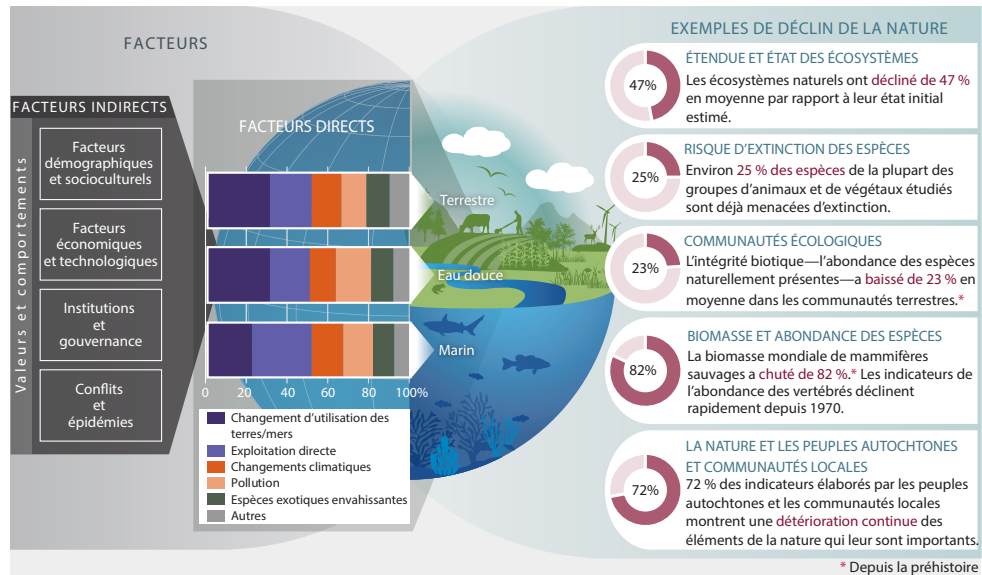 FACTEURS
FACTEURS INDIRECTS
Valeurs et comportements
Facteurs
démographiques
et socioculturels
Facteurs
économiques
et technologiques
Institutions
et
gouvernance
Conflits
et
épidémies
FACTEURS DIRECTS
Terrestre
Eau douce
Marin
0 20 40 60 80 100%
Changement d’utilisation des
terres/mers
Exploitation directe
Changements climatiques
Pollution
Espèces exotiques envahissantes
Autres
EXEMPLES DE DÉCLIN DE LA NATURE
47%
ÉTENDUE ET ÉTAT DES ÉCOSYSTÈMES
Les écosystèmes naturels ont décliné de 47 %
en moyenne par rapport à leur état initial
estimé.
25%
RISQUE D’EXTINCTION DES ESPÈCES
Environ 25 % des espèces de la plupart des
groupes d’animaux et de végétaux étudiés
sont déjà menacées d’extinction.
23%
COMMUNAUTÉS ÉCOLOGIQUES
L’intégrité biotique—l’abondance des espèces
naturellement présentes—a baissé de 23 % en
moyenne dans les communautés terrestres.*
82%
BIOMASSE ET ABONDANCE DES ESPÈCES
La biomasse mondiale de mammifères
sauvages a chuté de 82 %.* Les indicateurs de
l’abondance des vertébrés déclinent
rapidement depuis 1970.
72%
LA NATURE ET LES PEUPLES AUTOCHTONES
ET COMMUNAUTÉS LOCALES
72 % des indicateurs élaborés par les peuples
autochtones et les communautés locales
montrent une détérioration continue des
éléments de la nature qui leur sont importants.
* Depuis la préhistoire